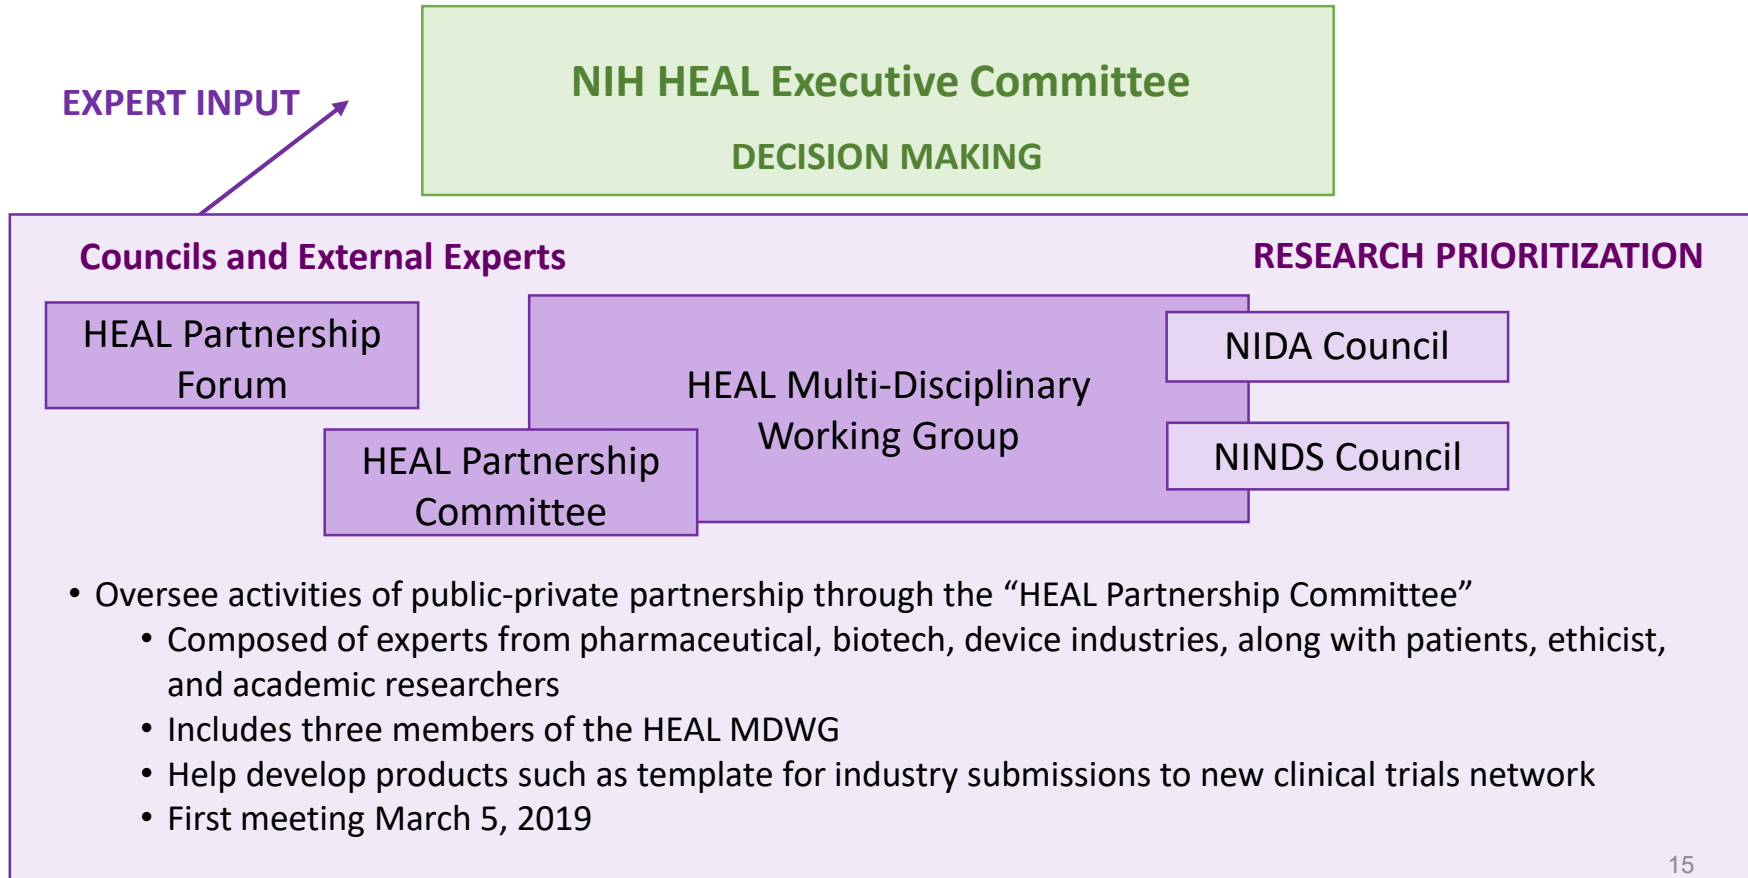 EXPERT INPUT
NIH HEAL Executive Committee
DECISION MAKING
Councils and External Experts
RESEARCH PRIORITIZATION
HEAL Partnership
Forum
HEAL Multi-Disciplinary
Working Group
NIDA Council
HEAL Partnership
Committee
NINDS Council
• Oversee activities of public-private partnership through the “HEAL Partnership Committee”
• Composed of experts from pharmaceutical, biotech, device industries, along with patients, ethicist,
and academic researchers
• Includes three members of the HEAL MDWG
• Help develop products such as template for industry submissions to new clinical trials network
• First meeting March 5, 2019
15